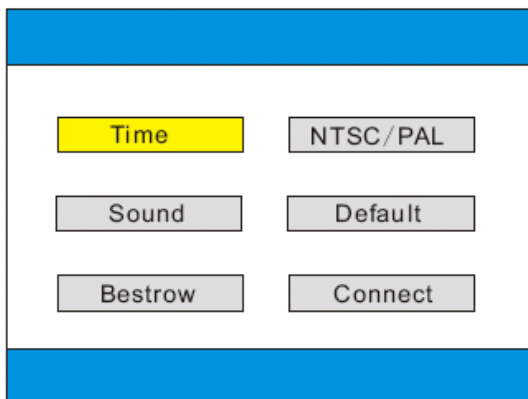 Time
NTSC/PAL
Sound
Default
Bestrow
Connect